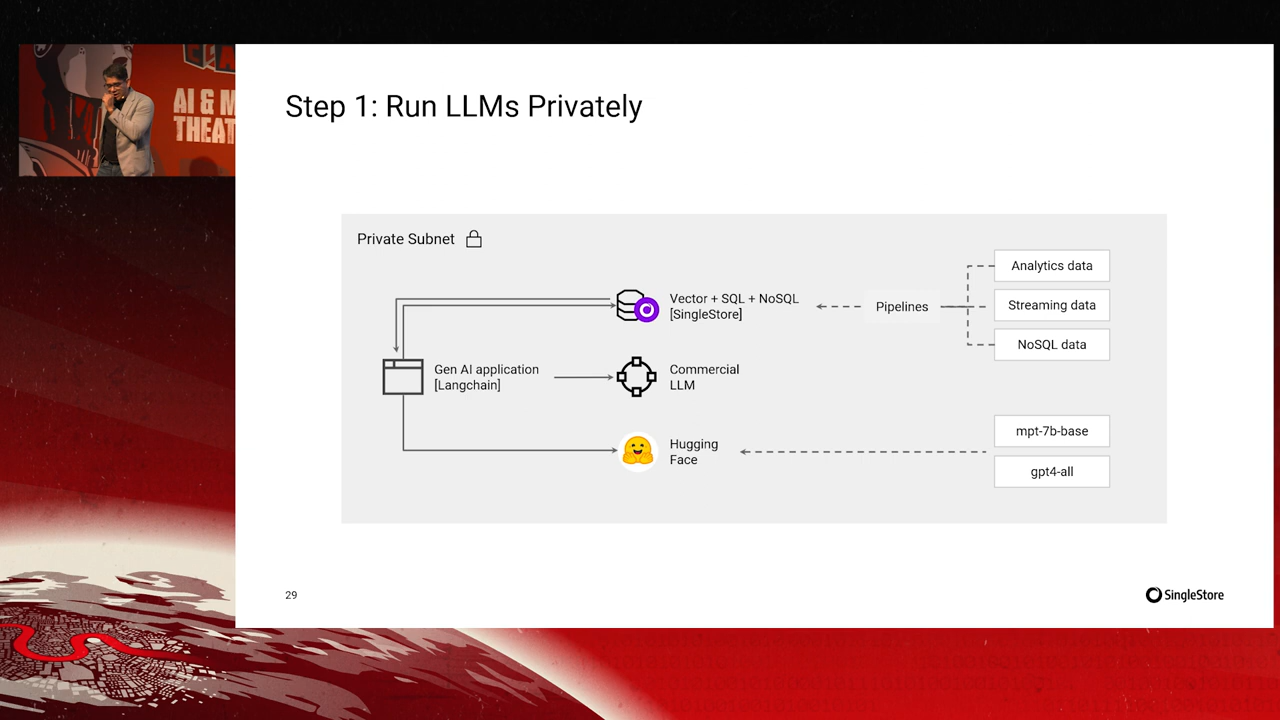 AI & M
THEAT
Step 1: Run LLMs Privately
Private Subnet
Vector + SQL + NoSQL
[SingleStore]
Pipelines
Analytics data
Streaming data
NoSQL data
Gen AI application
[Langchain]
Commercial
LLM
Hugging
Face
mpt-7b-base
gpt4-all
29
SingleStore